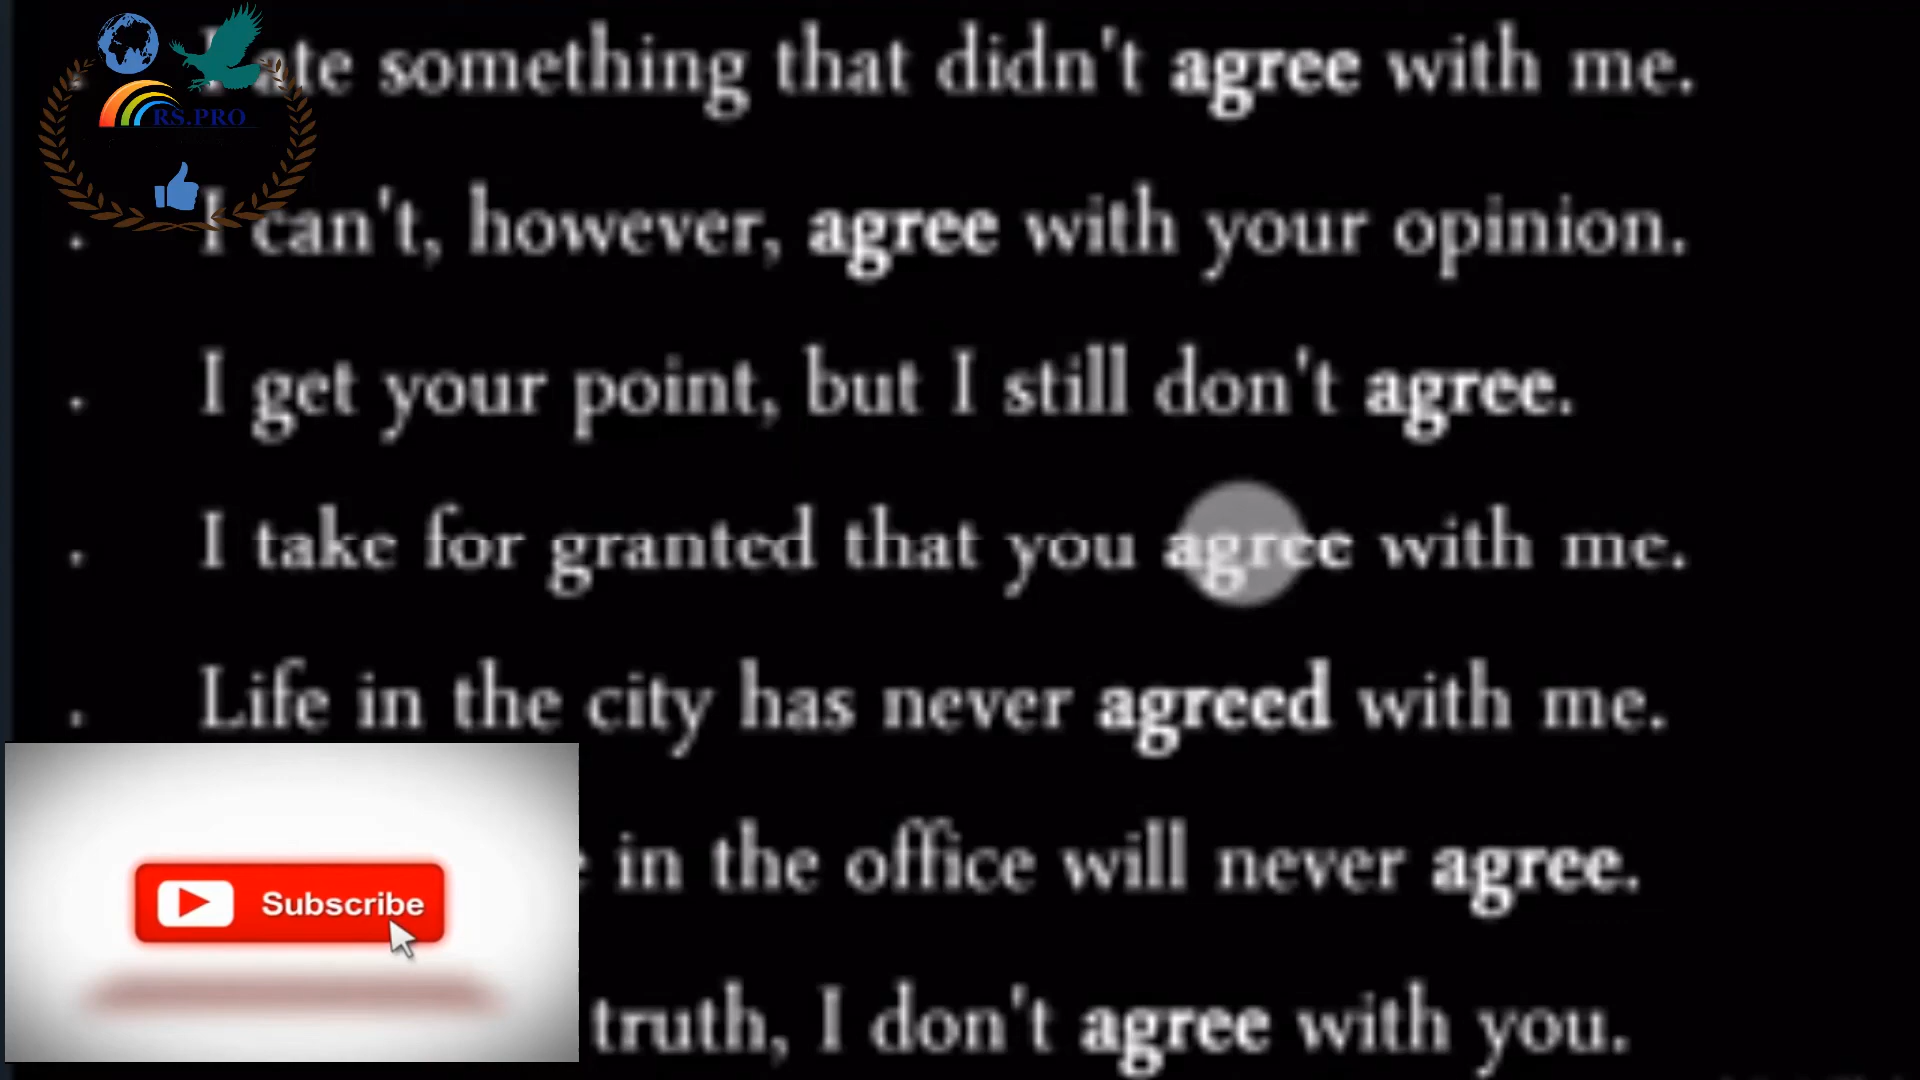 I ate something that didn't agree with me.
RS.PRO
I can't, however, agree with your opinion.
I get your point, but I still don't agree.
I take for granted that you agree with me.
Life in the city has never agreed with me.
in the office will never agree.
Subscribe
truth, I don't agree with you.